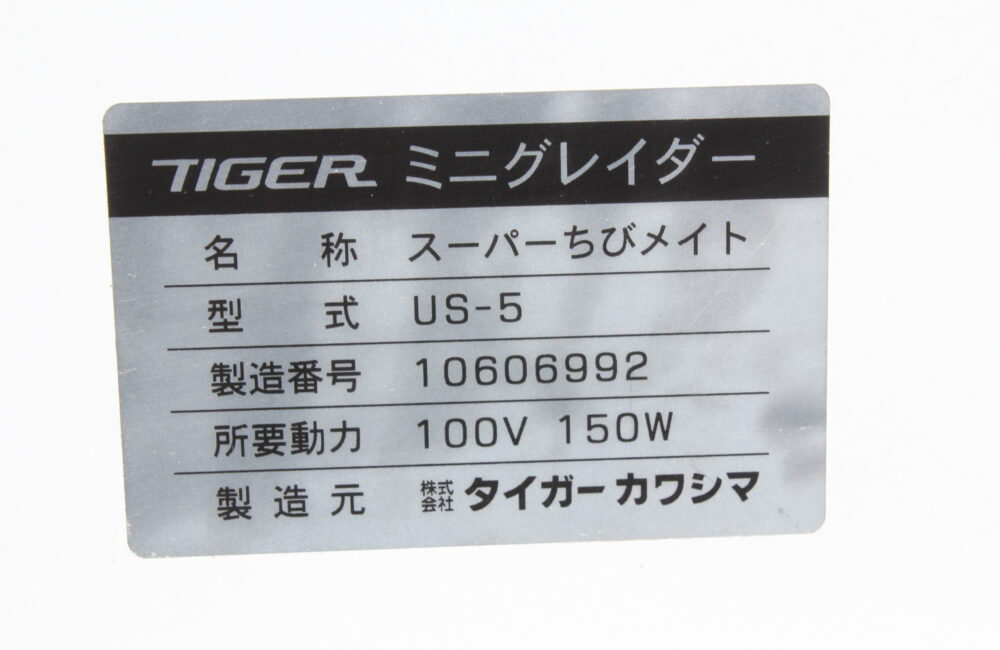 TIGER ミニグレイダー
名 称 スーパーちびメイト
型 式 US-5
製造番号 10606992
所要動力 100V 150W
製造元 株式会社 タイガーカワシマ